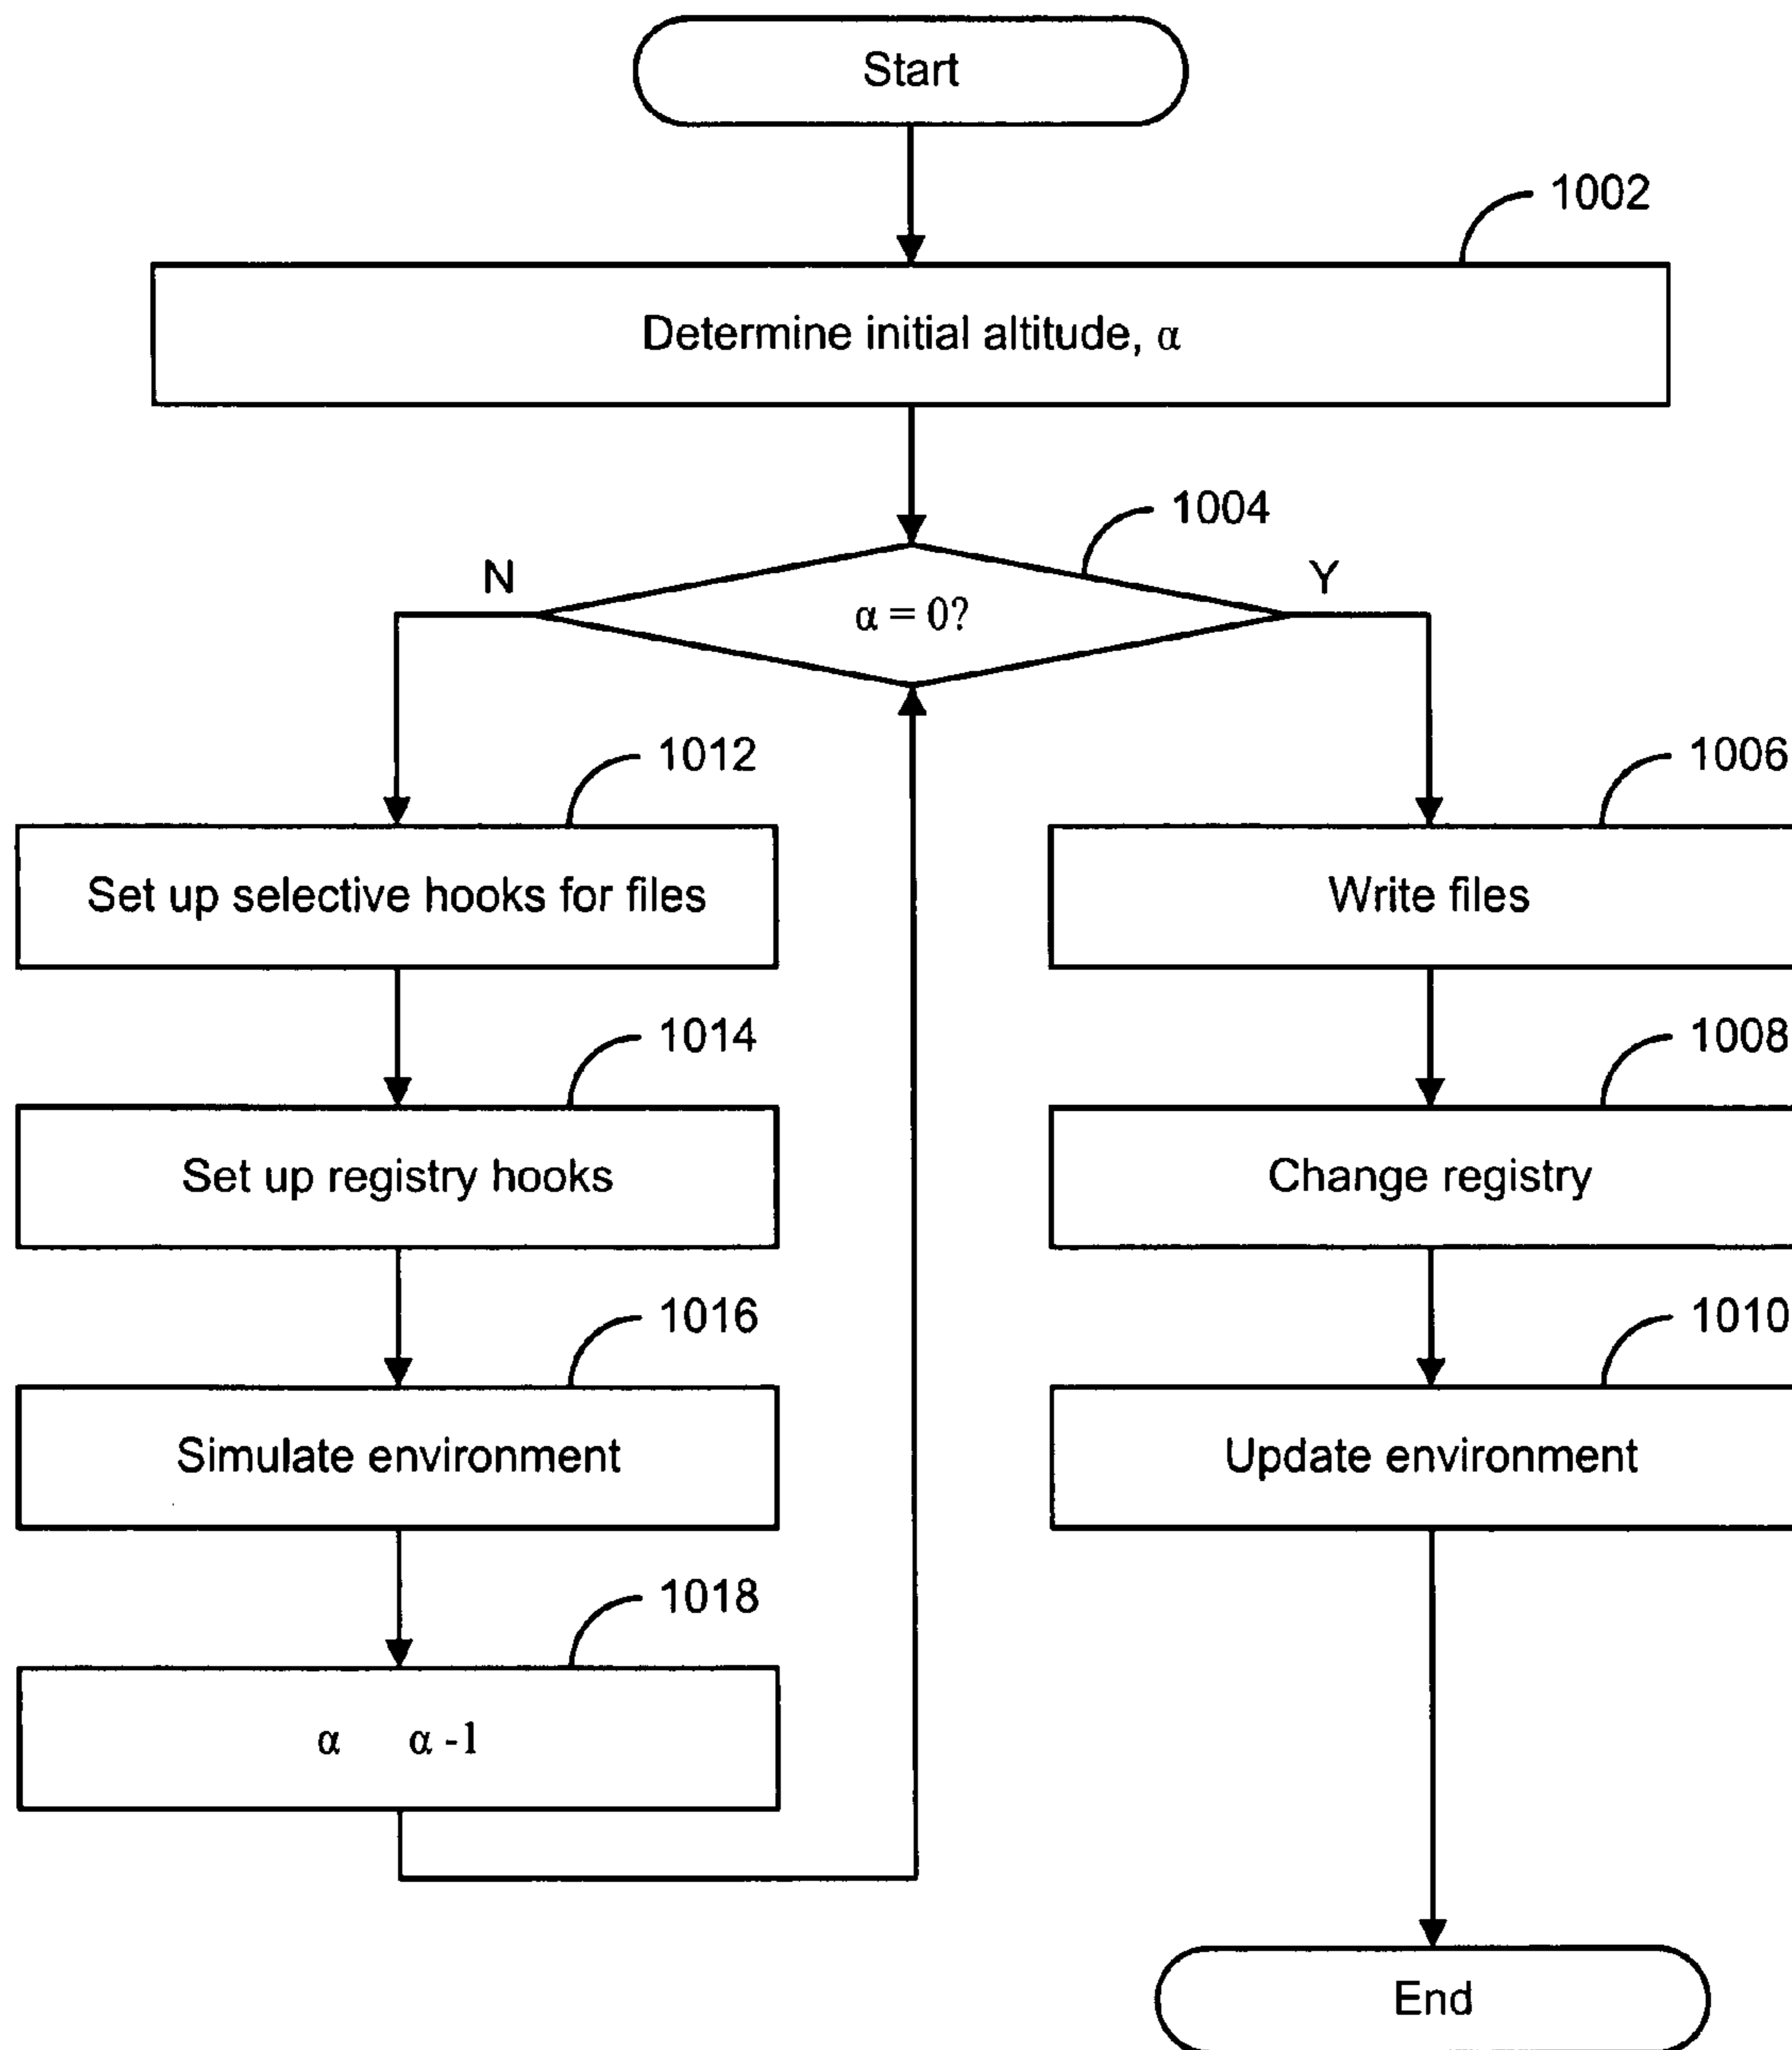 Start
1002
Determine initial altitude, α
1004
N
Y
α = 0?
1012
1006
Set up selective hooks for files
Write files
1014
1008
Set up registry hooks
Change registry
1016
1010
Simulate environment
Update environment
1018
α α -1
End